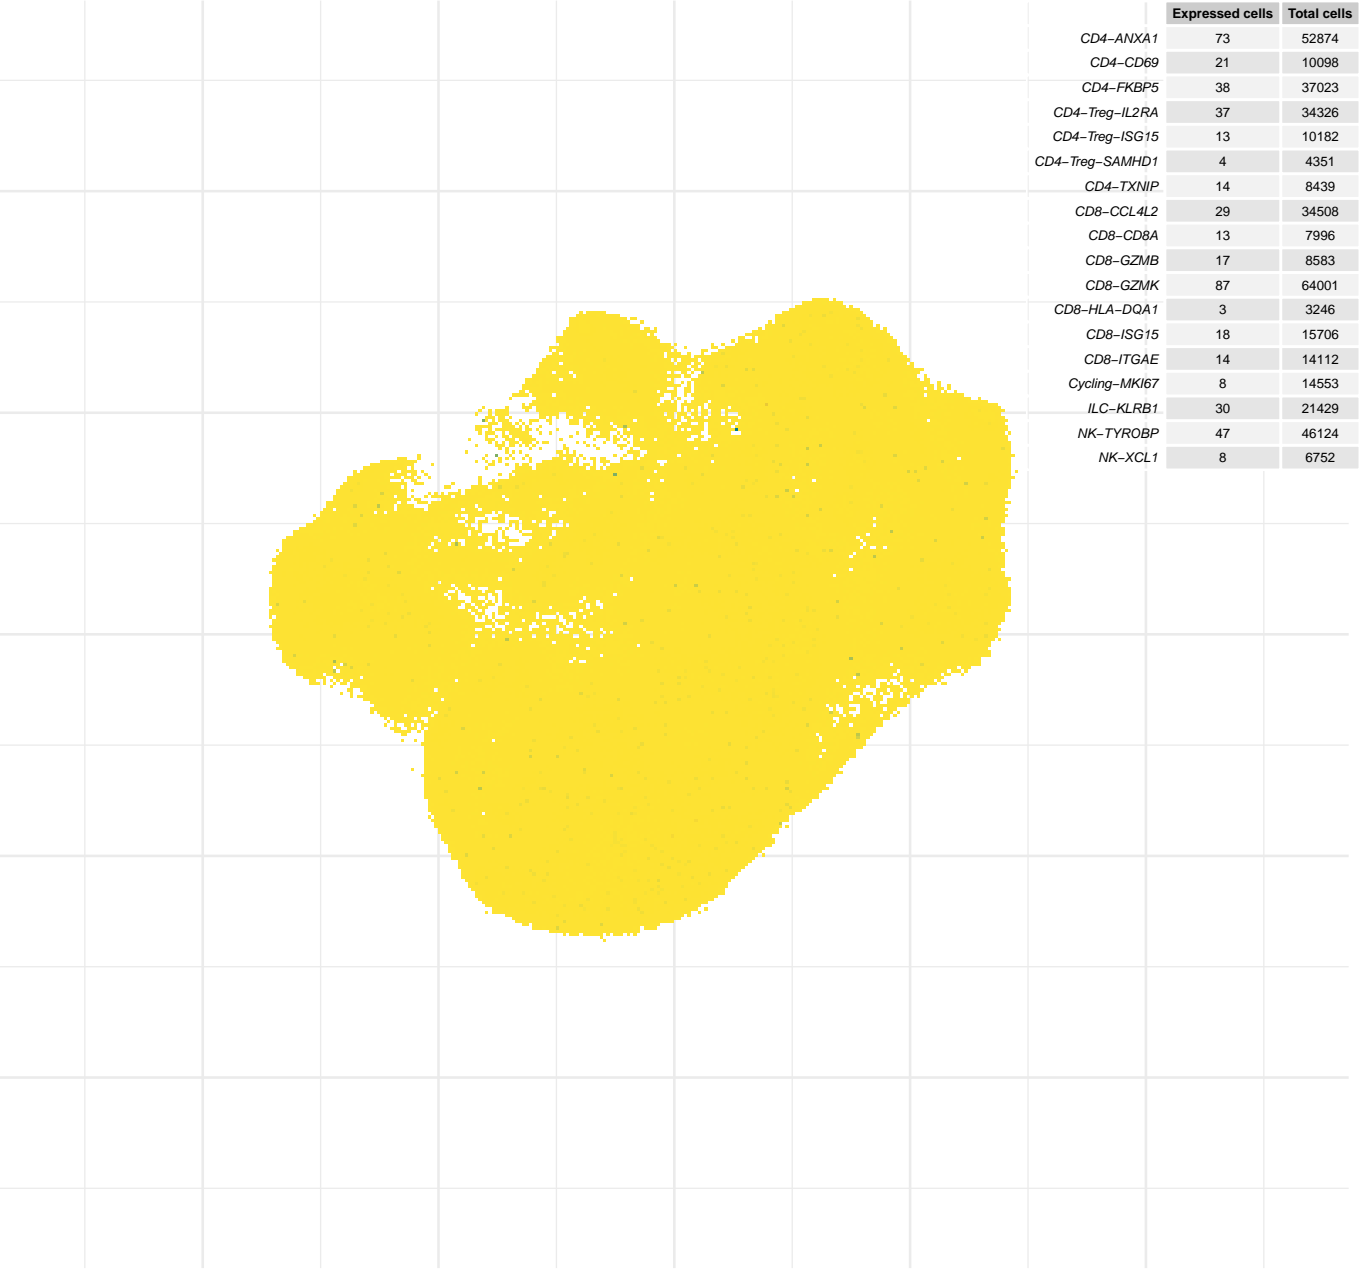 Expressed cells Total cells
CD4−ANXA1 73 52874
CD4−CD69 21 10098
CD4−FKBP5 38 37023
CD4−Treg−IL2RA 37 34326
CD4−Treg−ISG15 13 10182
CD4−Treg−SAMHD1 4 4351
CD4−TXNIP 14 8439
CD8−CCL4L2 29 34508
CD8−CD8A 13 7996
CD8−GZMB 17 8583
CD8−GZMK 87 64001
CD8−HLA−DQA1 3 3246
CD8−ISG15 18 15706
CD8−ITGAE 14 14112
Cycling−MKI67 8 14553
ILC−KLRB1 30 21429
NK−TYROBP 47 46124
NK−XCL1 8 6752